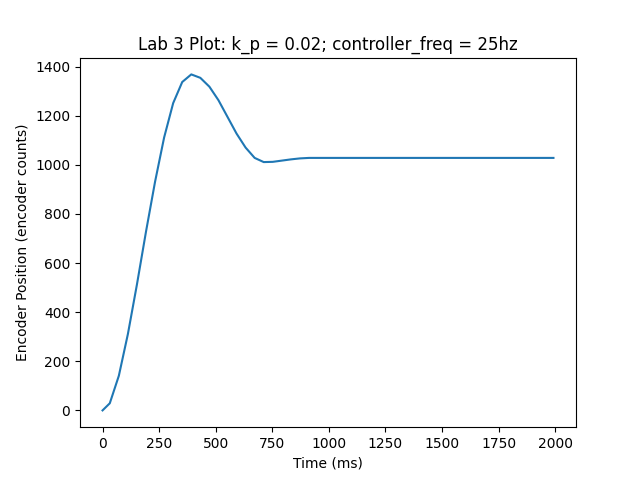 Lab 3 Plot: k_p = 0.02; controller_freq = 25hz
1400
1200
1000
800
600
400
200
0
Encoder Position (encoder counts)
0 250 500 750 1000 1250 1500 1750 2000
Time (ms)